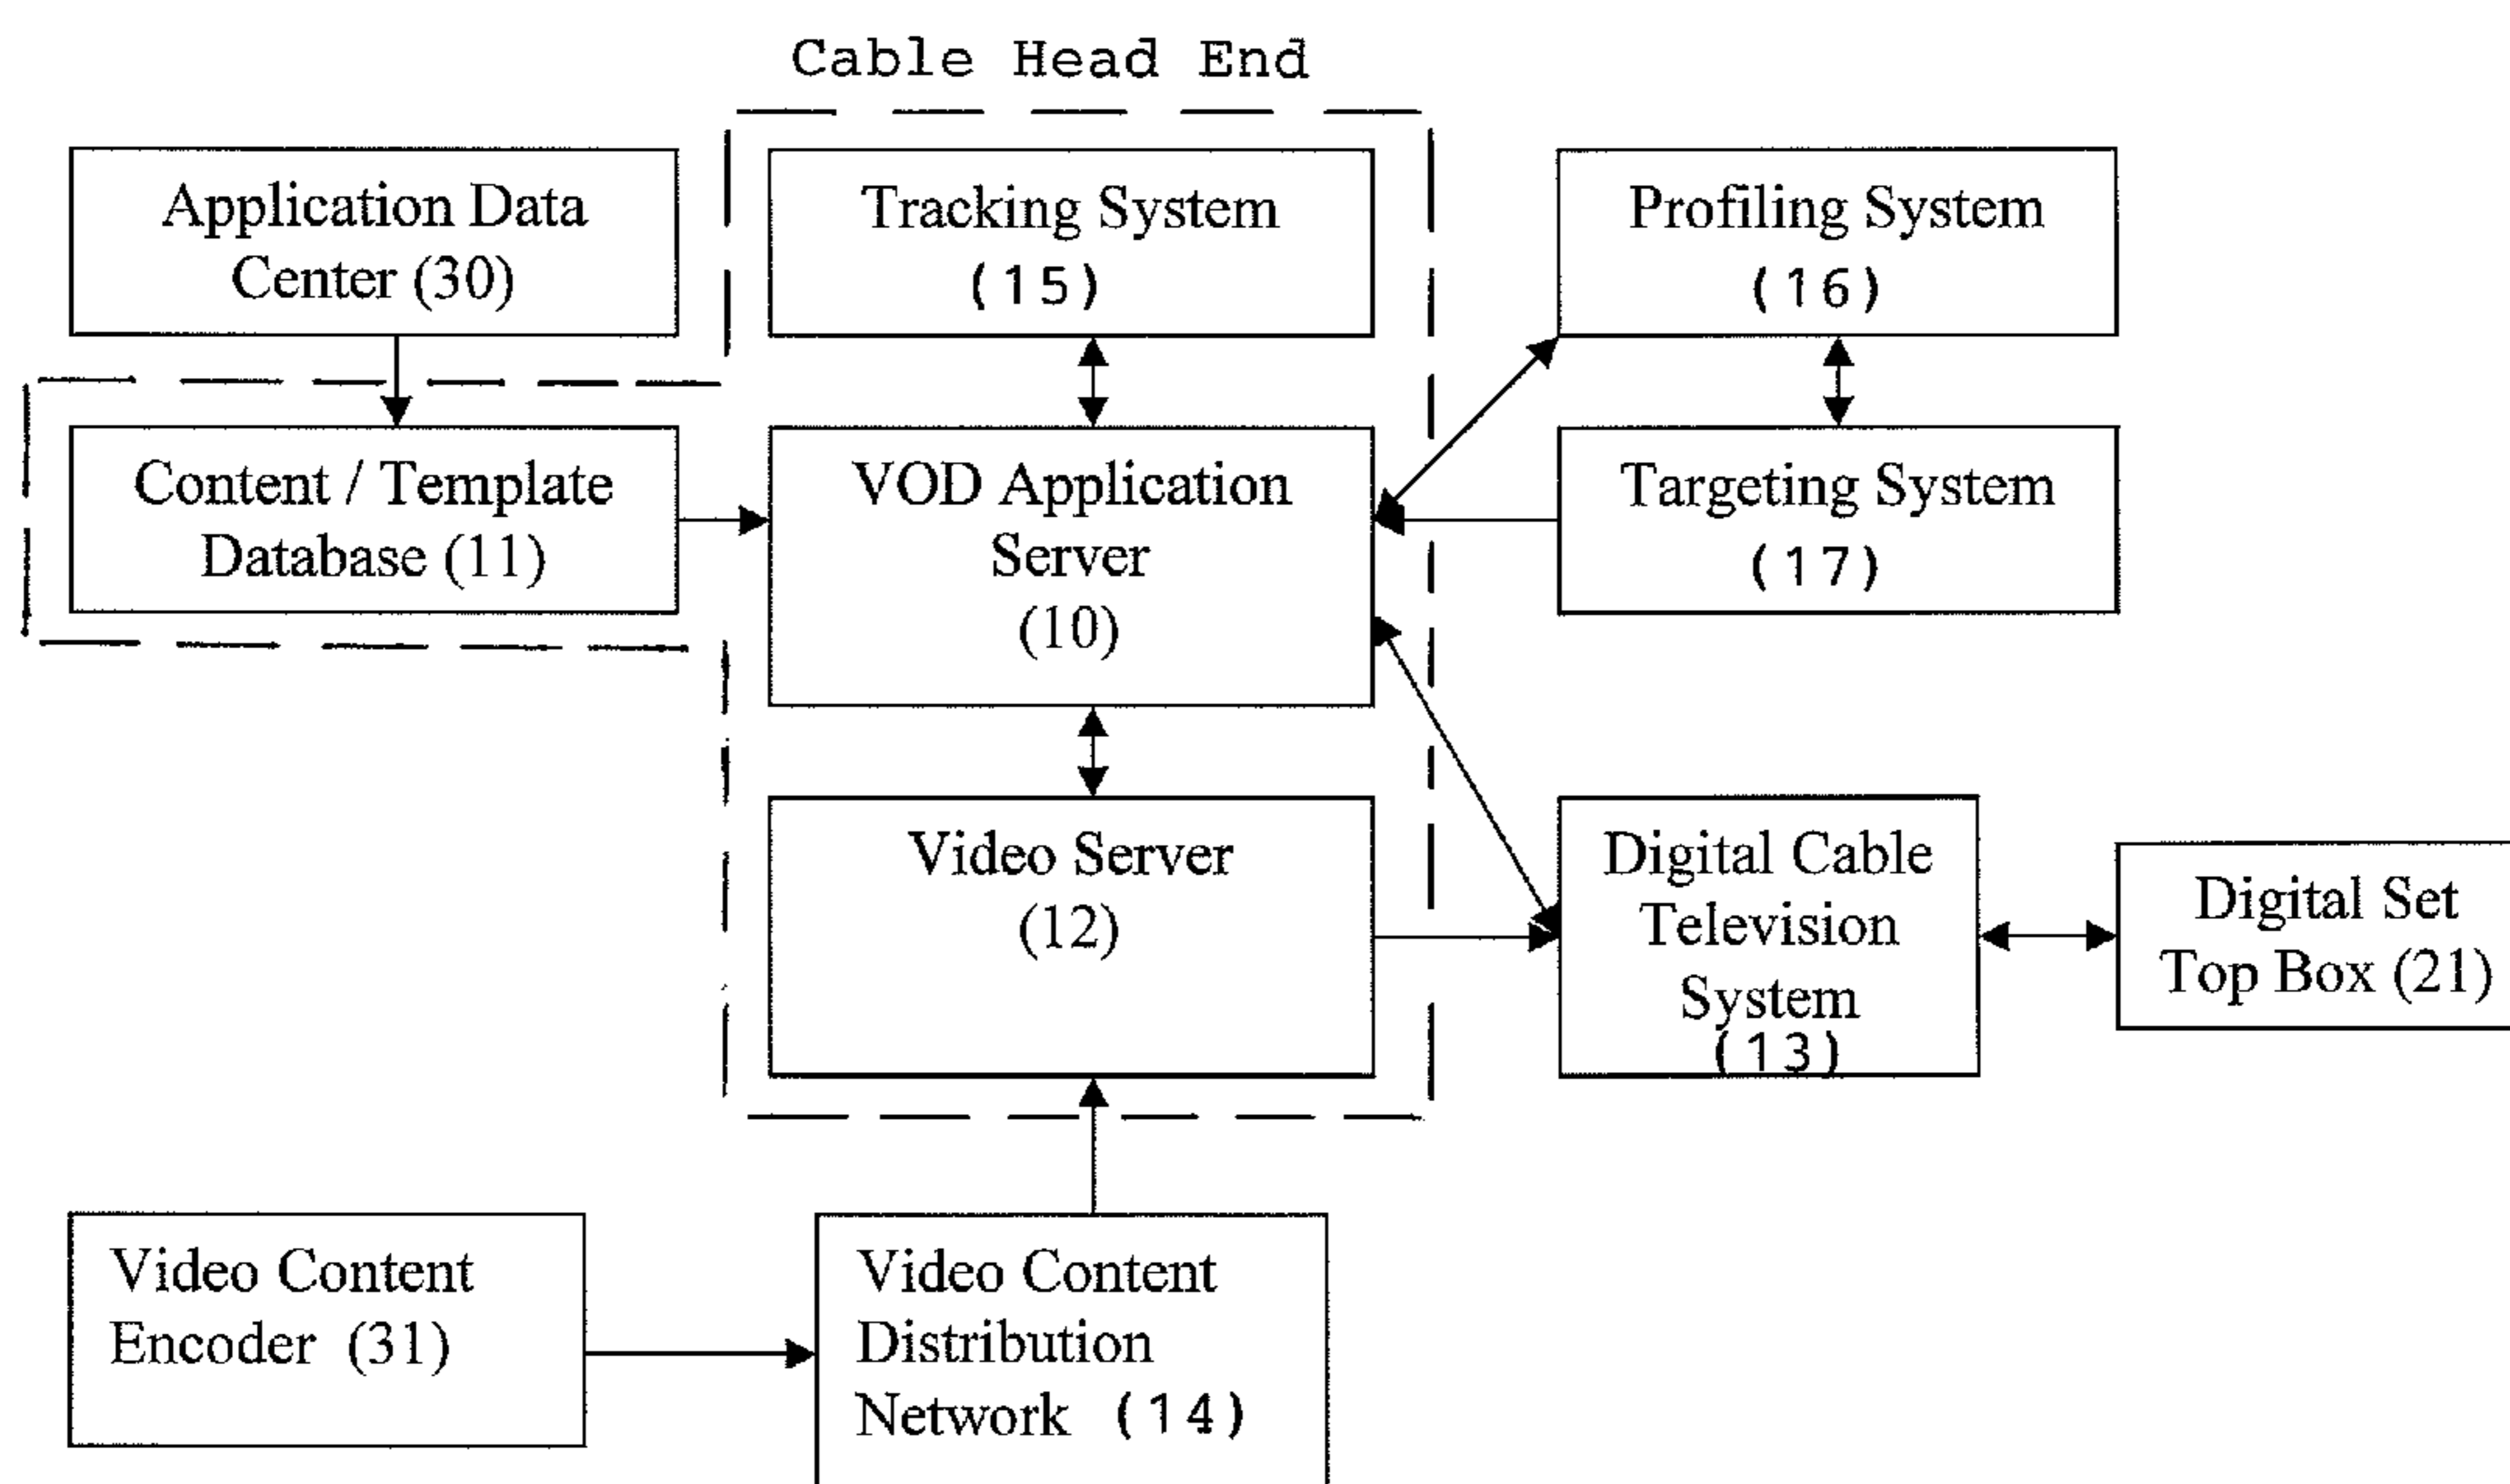 Cable Head End
Application Data
Center (30)
Tracking System
(15)
Profiling System
(16)
Content / Template
Database (11)
VOD Application
Server
(10)
Targeting System
(17)
Video Server
(12)
Digital Cable
Television
System
(13)
Digital Set
Top Box (21)
Video Content
Encoder (31)
Video Content
Distribution
Network (14)